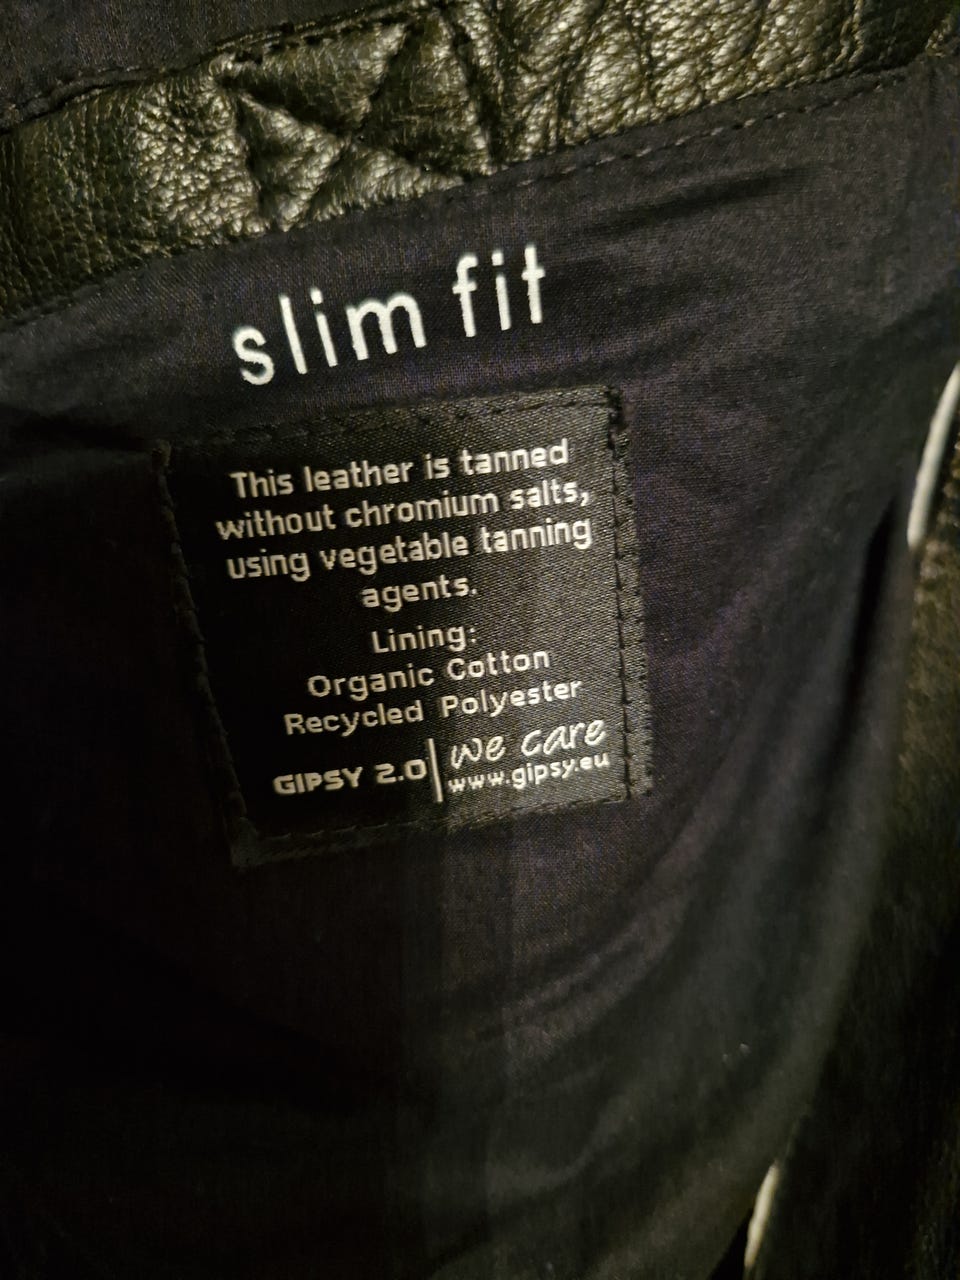 slim fit
This leather is tanned
without chromium salts,
using vegetable tanning
agents.
Lining:
Organic Cotton
Recycled Polyester
GIPSY 2.0 | we care
www.gipsy.eu